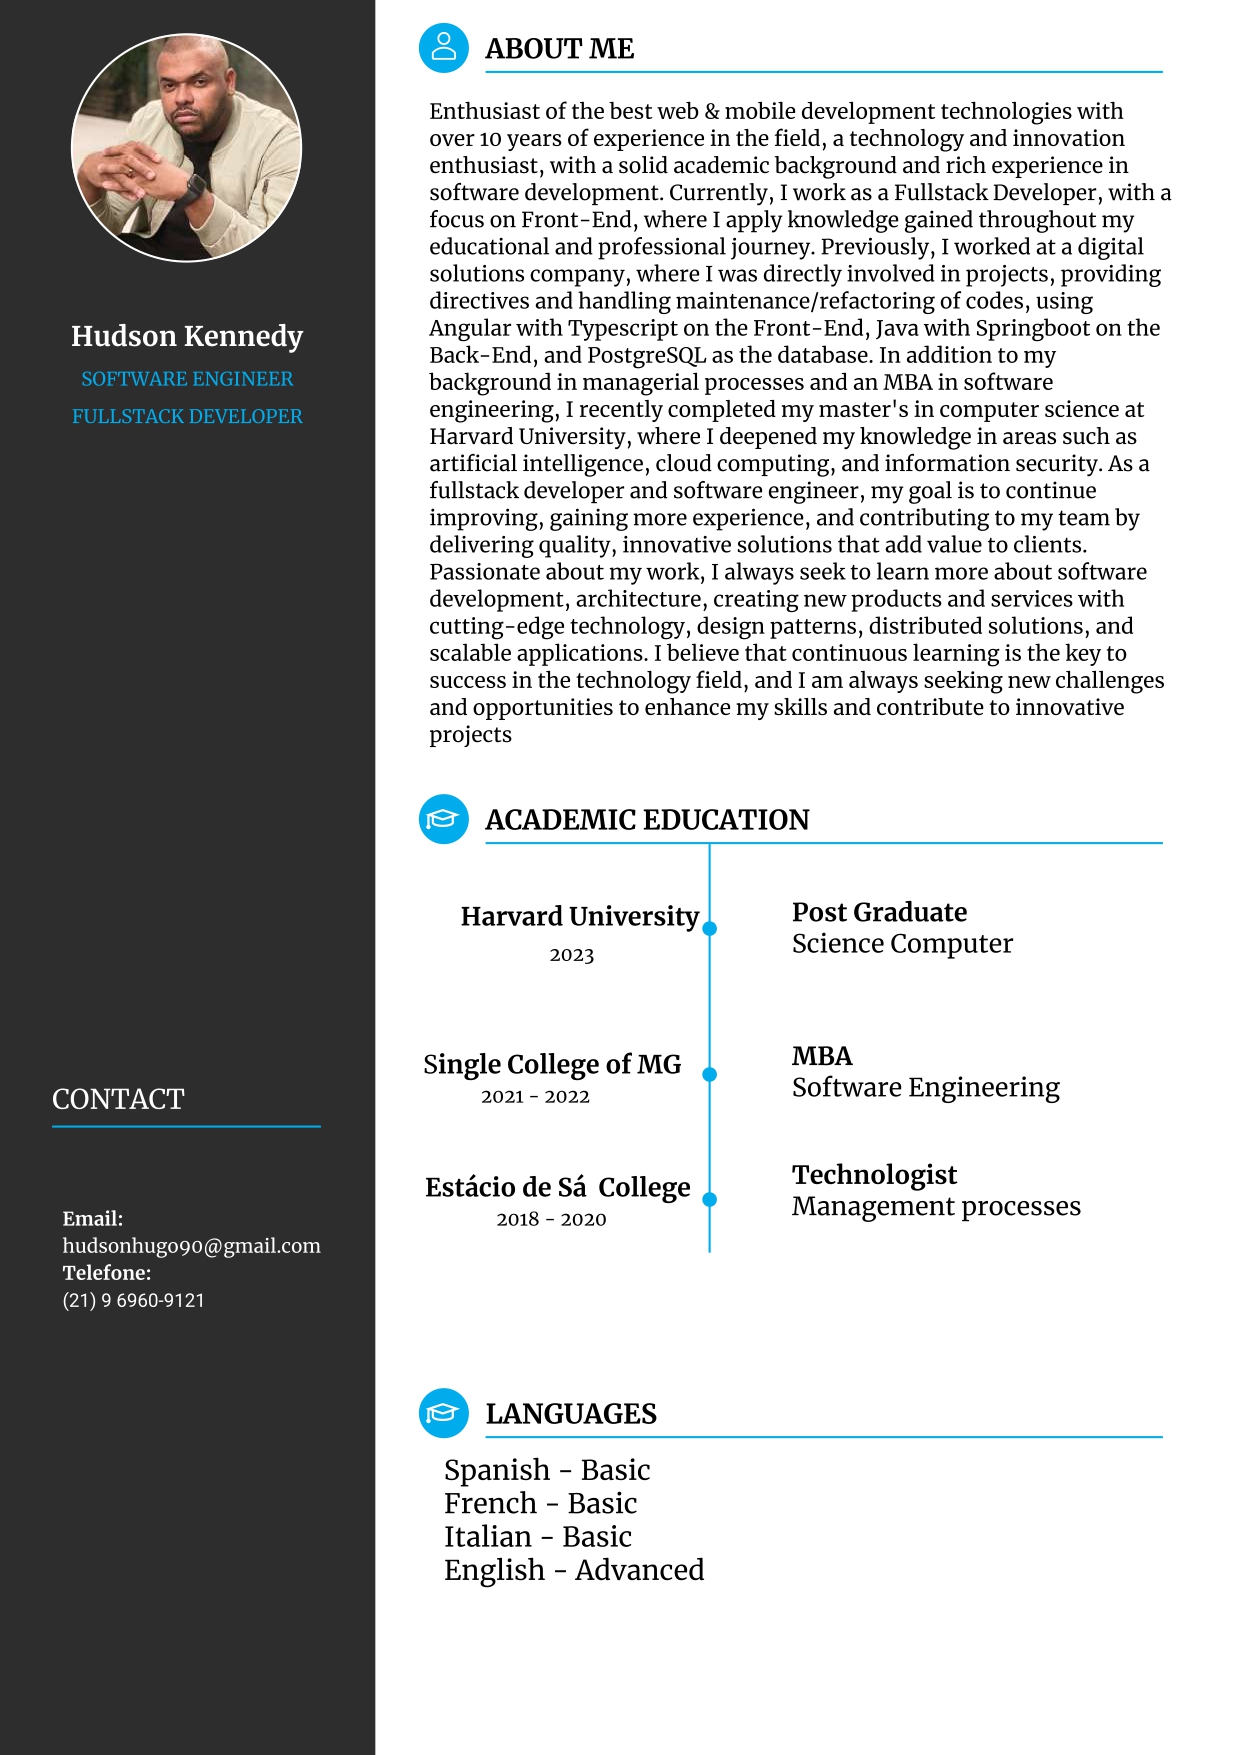 Hudson Kennedy
SOFTWARE ENGINEER
FULLSTACK DEVELOPER
CONTACT
Email:
hudsonhugo90@gmail.com
Telefone:
(21) 9 6960-9121
ABOUT ME
Enthusiast of the best web & mobile development technologies with
over 10 years of experience in the field, a technology and innovation
enthusiast, with a solid academic background and rich experience in
software development. Currently, I work as a Fullstack Developer, with a
focus on Front-End, where I apply knowledge gained throughout my
educational and professional journey. Previously, I worked at a digital
solutions company, where I was directly involved in projects, providing
directives and handling maintenance/refactoring of codes, using
Angular with Typescript on the Front-End, Java with Springboot on the
Back-End, and PostgreSQL as the database. In addition to my
background in managerial processes and an MBA in software
engineering, I recently completed my master's in computer science at
Harvard University, where I deepened my knowledge in areas such as
artificial intelligence, cloud computing, and information security. As a
fullstack developer and software engineer, my goal is to continue
improving, gaining more experience, and contributing to my team by
delivering quality, innovative solutions that add value to clients.
Passionate about my work, I always seek to learn more about software
development, architecture, creating new products and services with
cutting-edge technology, design patterns, distributed solutions, and
scalable applications. I believe that continuous learning is the key to
success in the technology field, and I am always seeking new challenges
and opportunities to enhance my skills and contribute to innovative
projects
ACADEMIC EDUCATION
Harvard University
2023
Post Graduate
Science Computer
Single College of MG
2021 - 2022
MBA
Software Engineering
Estácio de Sá  College
2018 - 2020
Technologist
Management processes
LANGUAGES
Spanish - Basic
French - Basic
Italian - Basic
English - Advanced